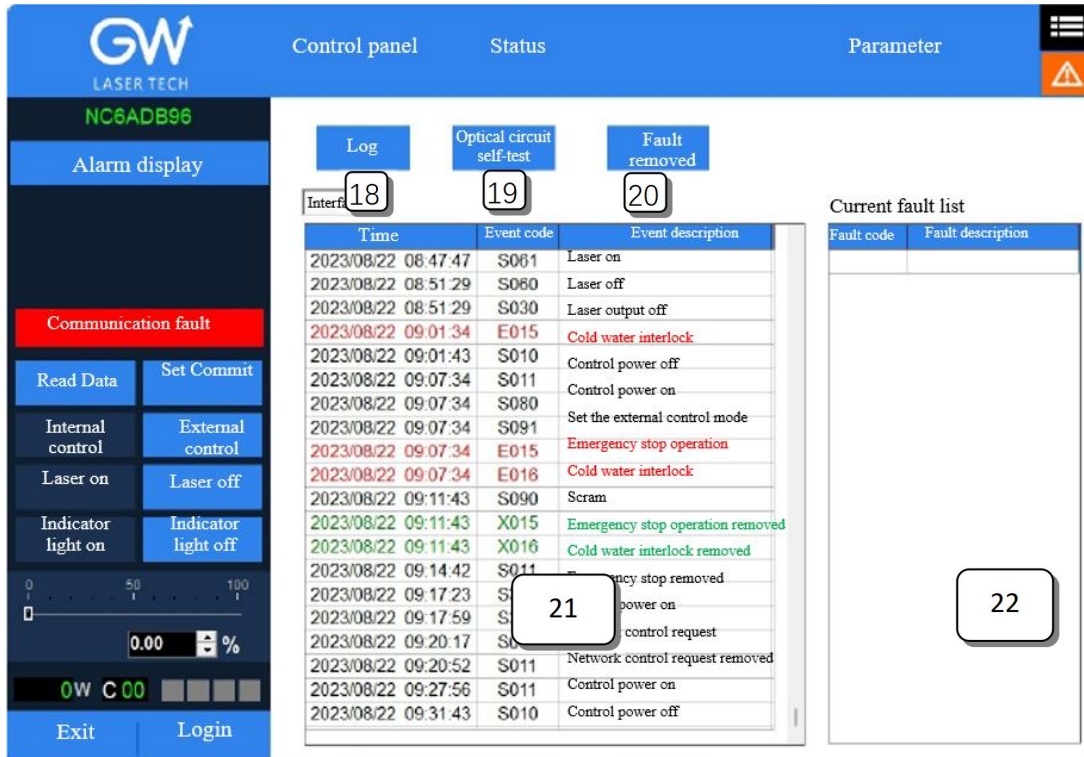 GW
LASER TECH
Control panel
Status
Parameter
NC6ADB96
Alarm display
Communication fault
Read Data
Set Commit
Internal
control
External
control
Laser on
Laser off
Indicator
light on
Indicator
light off
0 50 100
0.00 %
0W C 00
Exit
Login
Log
Optical circuit
self-test
Fault
removed
18
19
20
Time Event code Event description
2023/08/22 08:47:47 S061 Laser on
2023/08/22 08:51:29 S060 Laser off
2023/08/22 08:51:29 S030 Laser output off
2023/08/22 09:01:34 E015 Cold water interlock
2023/08/22 09:01:43 S010 Control power off
2023/08/22 09:07:34 S011 Control power on
2023/08/22 09:07:34 S080 Set the external control mode
2023/08/22 09:07:34 S091 Emergency stop operation
2023/08/22 09:07:34 E015 Cold water interlock
2023/08/22 09:07:34 E016 Scram
2023/08/22 09:11:43 S090
2023/08/22 09:11:43 X015 Emergency stop operation removed
2023/08/22 09:11:43 X016 Cold water interlock removed
2023/08/22 09:14:42 S011 stop removed
2023/08/22 09:17:23 power on
2023/08/22 09:17:59 control request
2023/08/22 09:20:17 Network control request removed
2023/08/22 09:20:52 S011 Control power on
2023/08/22 09:27:56 S011 Control power off
2023/08/22 09:31:43 S010
21
Current fault list
Fault code Fault description
22